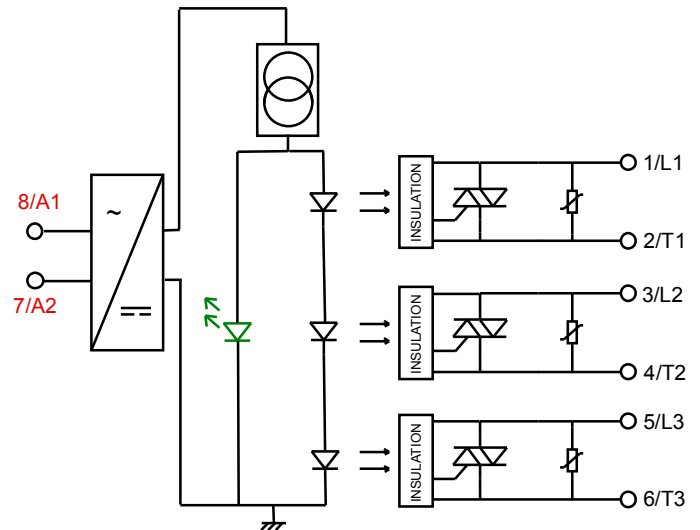 8/A1
7/A2
~
INSULATION
1/L1
2/T1
INSULATION
3/L2
4/T2
INSULATION
5/L3
6/T3